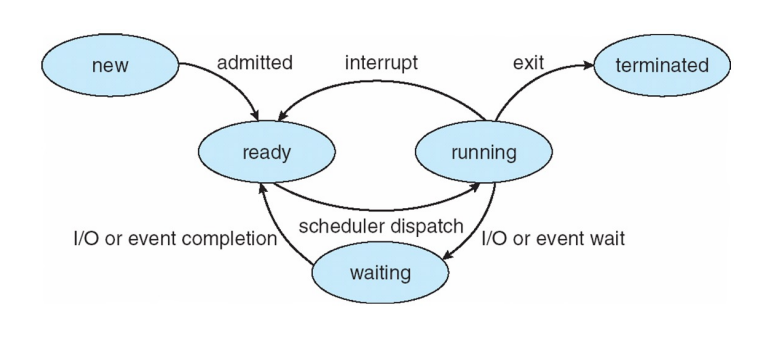 new
admitted
interrupt
exit
terminated
ready
running
scheduler dispatch
I/O or event completion
I/O or event wait
waiting